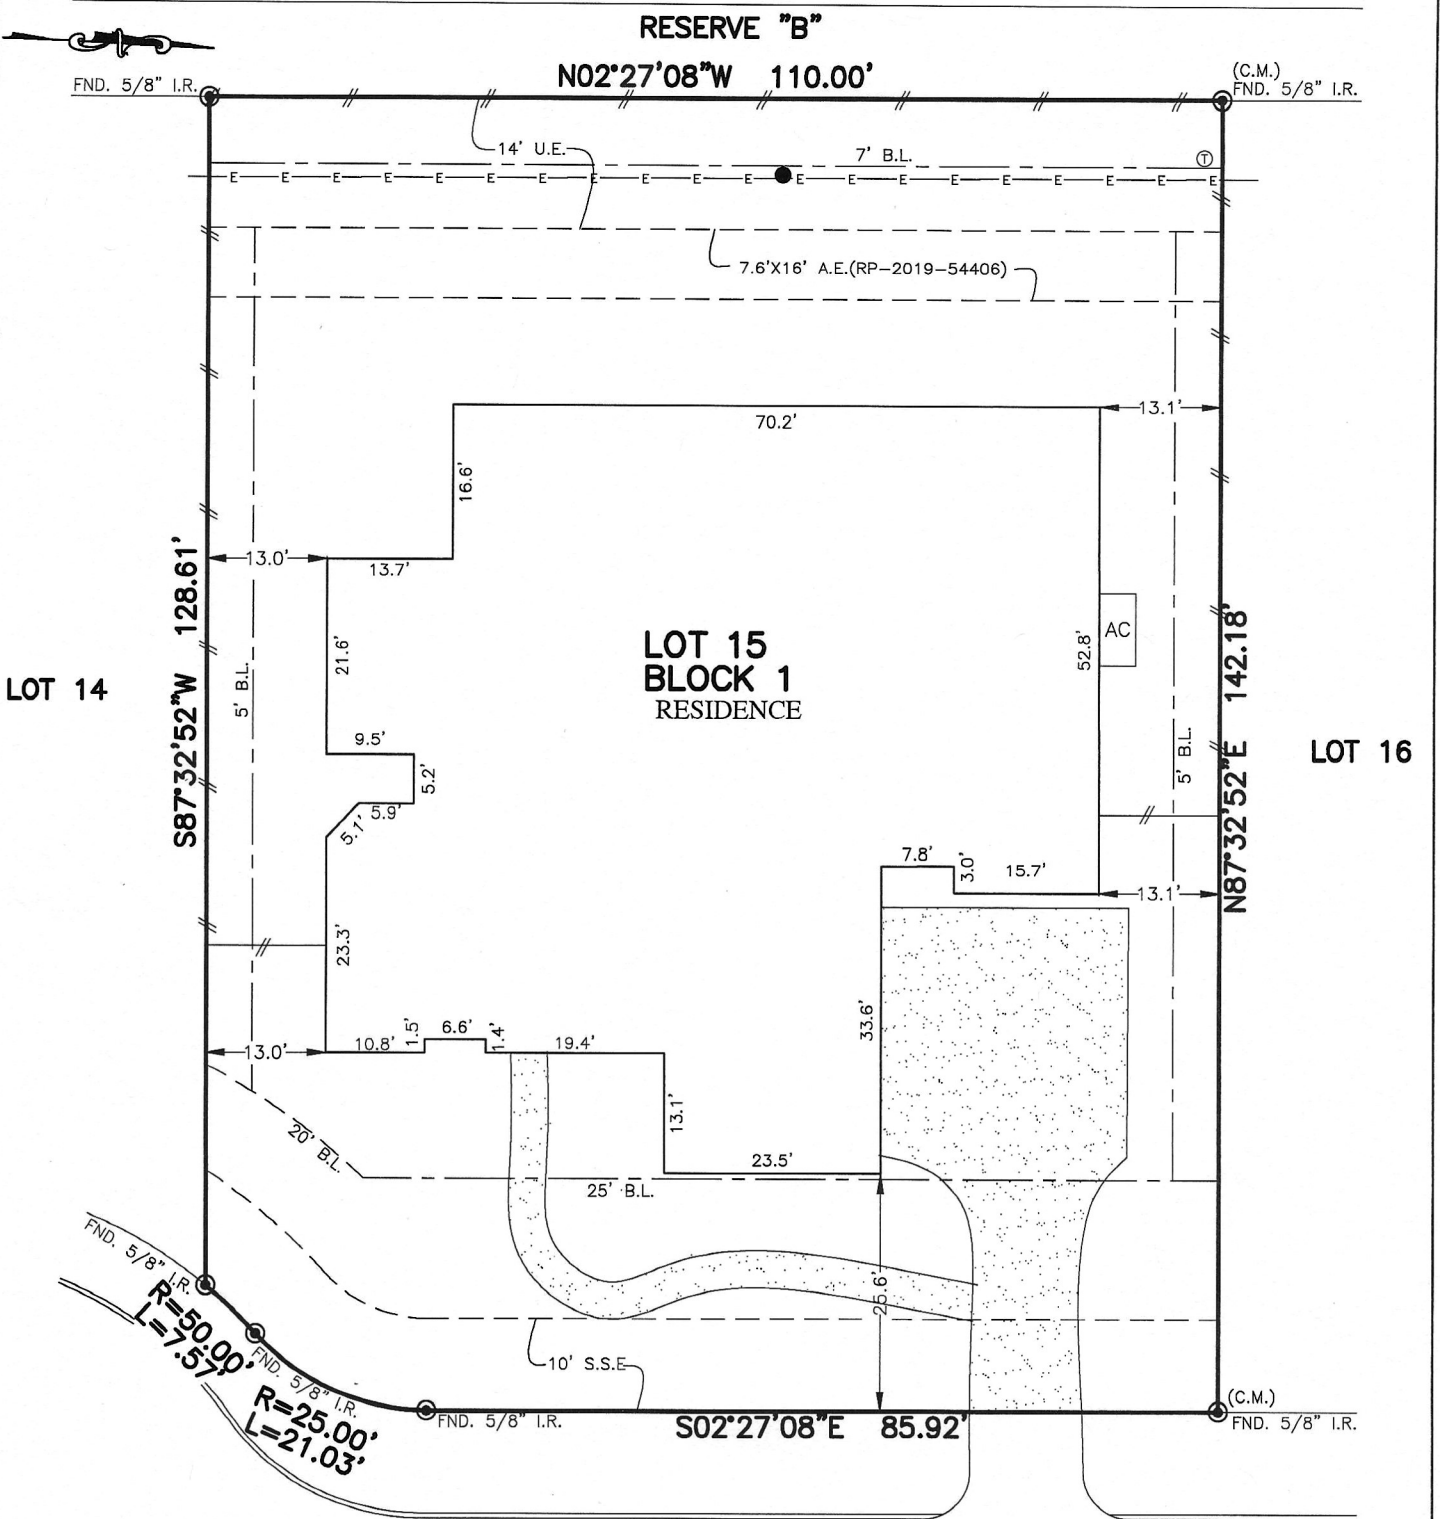 RESERVE "B"
N02°27'08"W 110.00'
FND. 5/8" I.R.
(C.M.)
FND. 5/8" I.R.
14' U.E.
7' B.L.
T
E E E E E E E E E E E E E E E E E E E E
7.6'X16' A.E.(RP-2019-54406)
70.2'
13.1'
16.6'
13.0'
13.7'
S87°32'52"W 128.61'
21.6'
LOT 15
BLOCK 1
RESIDENCE
52.8'
AC
N87°32'52"E 142.18'
LOT 14
5' B.L.
9.5'
5.2'
5.9'
5.1'
5' B.L.
LOT 16
7.8'
3.0'
15.7'
13.1'
23.3'
33.6'
13.0'
10.8'
1.5'
6.6'
1.4'
19.4'
13.1'
23.5'
20' B.L.
25' B.L.
25.6'
FND. 5/8" I.R.
R=50.00'
L=7.57'
FND. 5/8" I.R.
R=25.00'
L=21.03'
10' S.S.E
FND. 5/8" I.R.
S02°27'08"E 85.92'
(C.M.)
FND. 5/8" I.R.